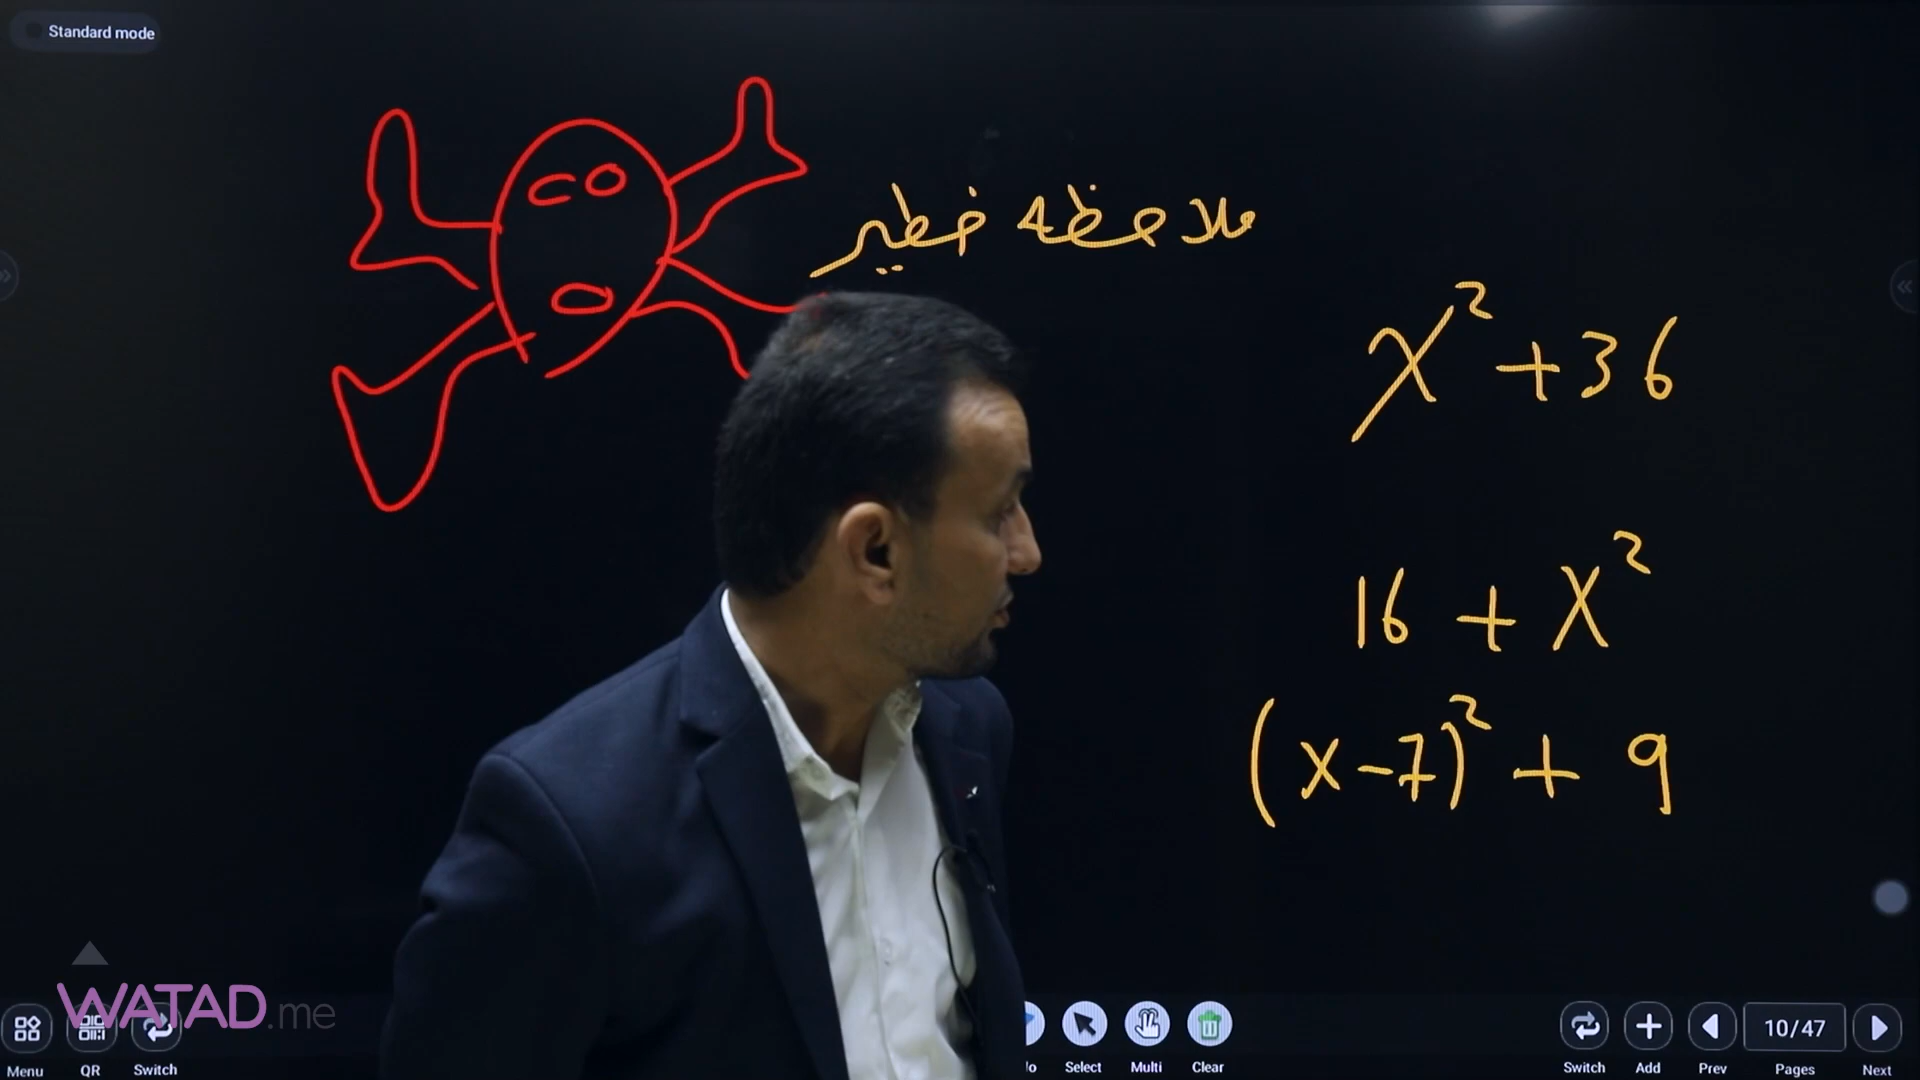 Standard mode
ملاحظه خطير
x² + 36
16 + x²
(x - 7)² + 9
WATAD.me
Menu QR Switch
Select Multi Clear
Switch Add Prev 10/47 Pages Next